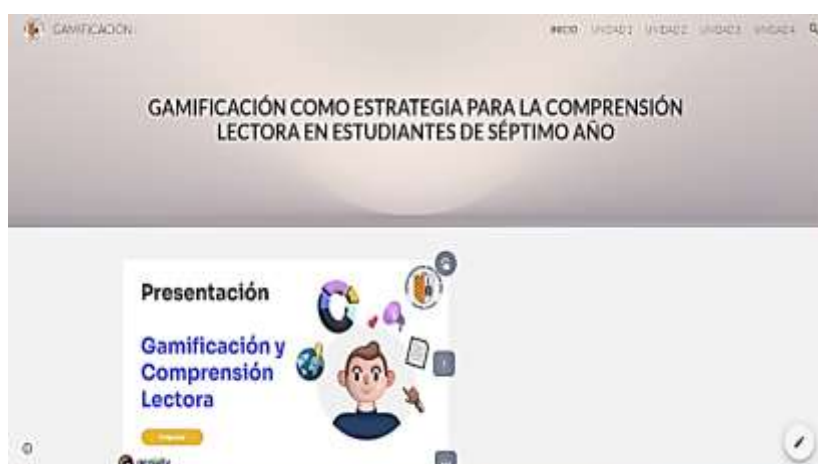 GAMIFICACIÓN
INICIO UNIDAD 1 UNIDAD 2 UNIDAD 3 UNIDAD 4
GAMIFICACIÓN COMO ESTRATEGIA PARA LA COMPRENSIÓN
LECTORA EN ESTUDIANTES DE SÉPTIMO AÑO
Presentación
Gamificación y
Comprensión
Lectora
genially